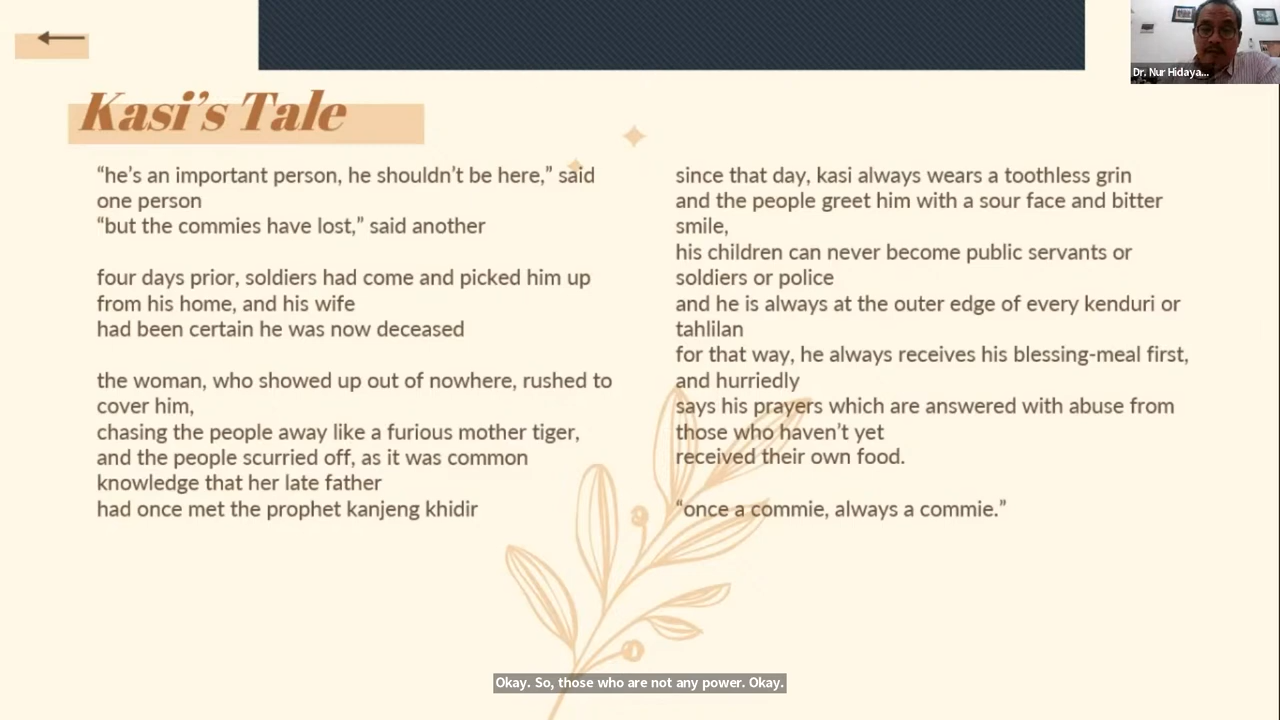 Dr. Nur Hidaya...
Kasi's Tale
“he’s an important person, he shouldn’t be here,” said
one person
“but the commies have lost,” said another
four days prior, soldiers had come and picked him up
from his home, and his wife
had been certain he was now deceased
the woman, who showed up out of nowhere, rushed to
cover him,
chasing the people away like a furious mother tiger,
and the people scurried off, as it was common
knowledge that her late father
had once met the prophet kanjeng khidir
since that day, kasi always wears a toothless grin
and the people greet him with a sour face and bitter
smile,
his children can never become public servants or
soldiers or police
and he is always at the outer edge of every kenduri or
tahlilan
for that way, he always receives his blessing-meal first,
and hurriedly
says his prayers which are answered with abuse from
those who haven’t yet
received their own food.
“once a commie, always a commie.”
Okay. So, those who are not any power. Okay.